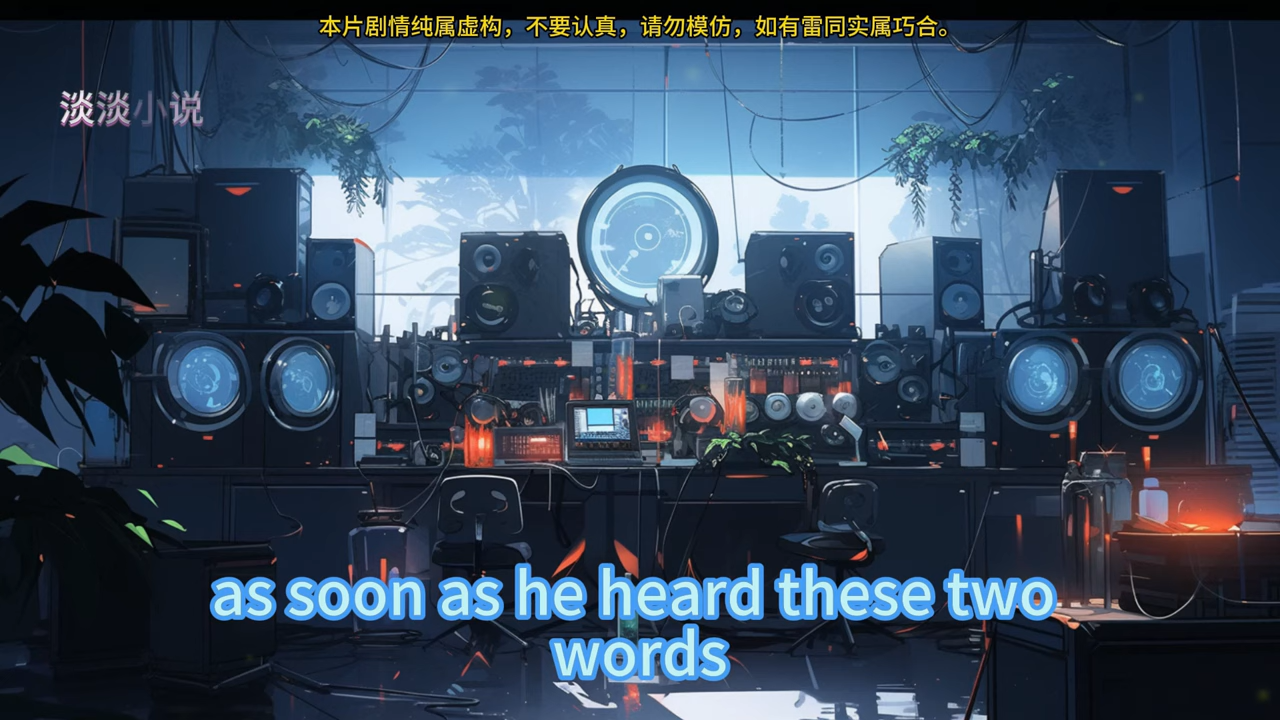 本片剧情纯属虚构，不要认真，请勿模仿，如有雷同实属巧合。
淡淡小说
as soon as he heard these two
words